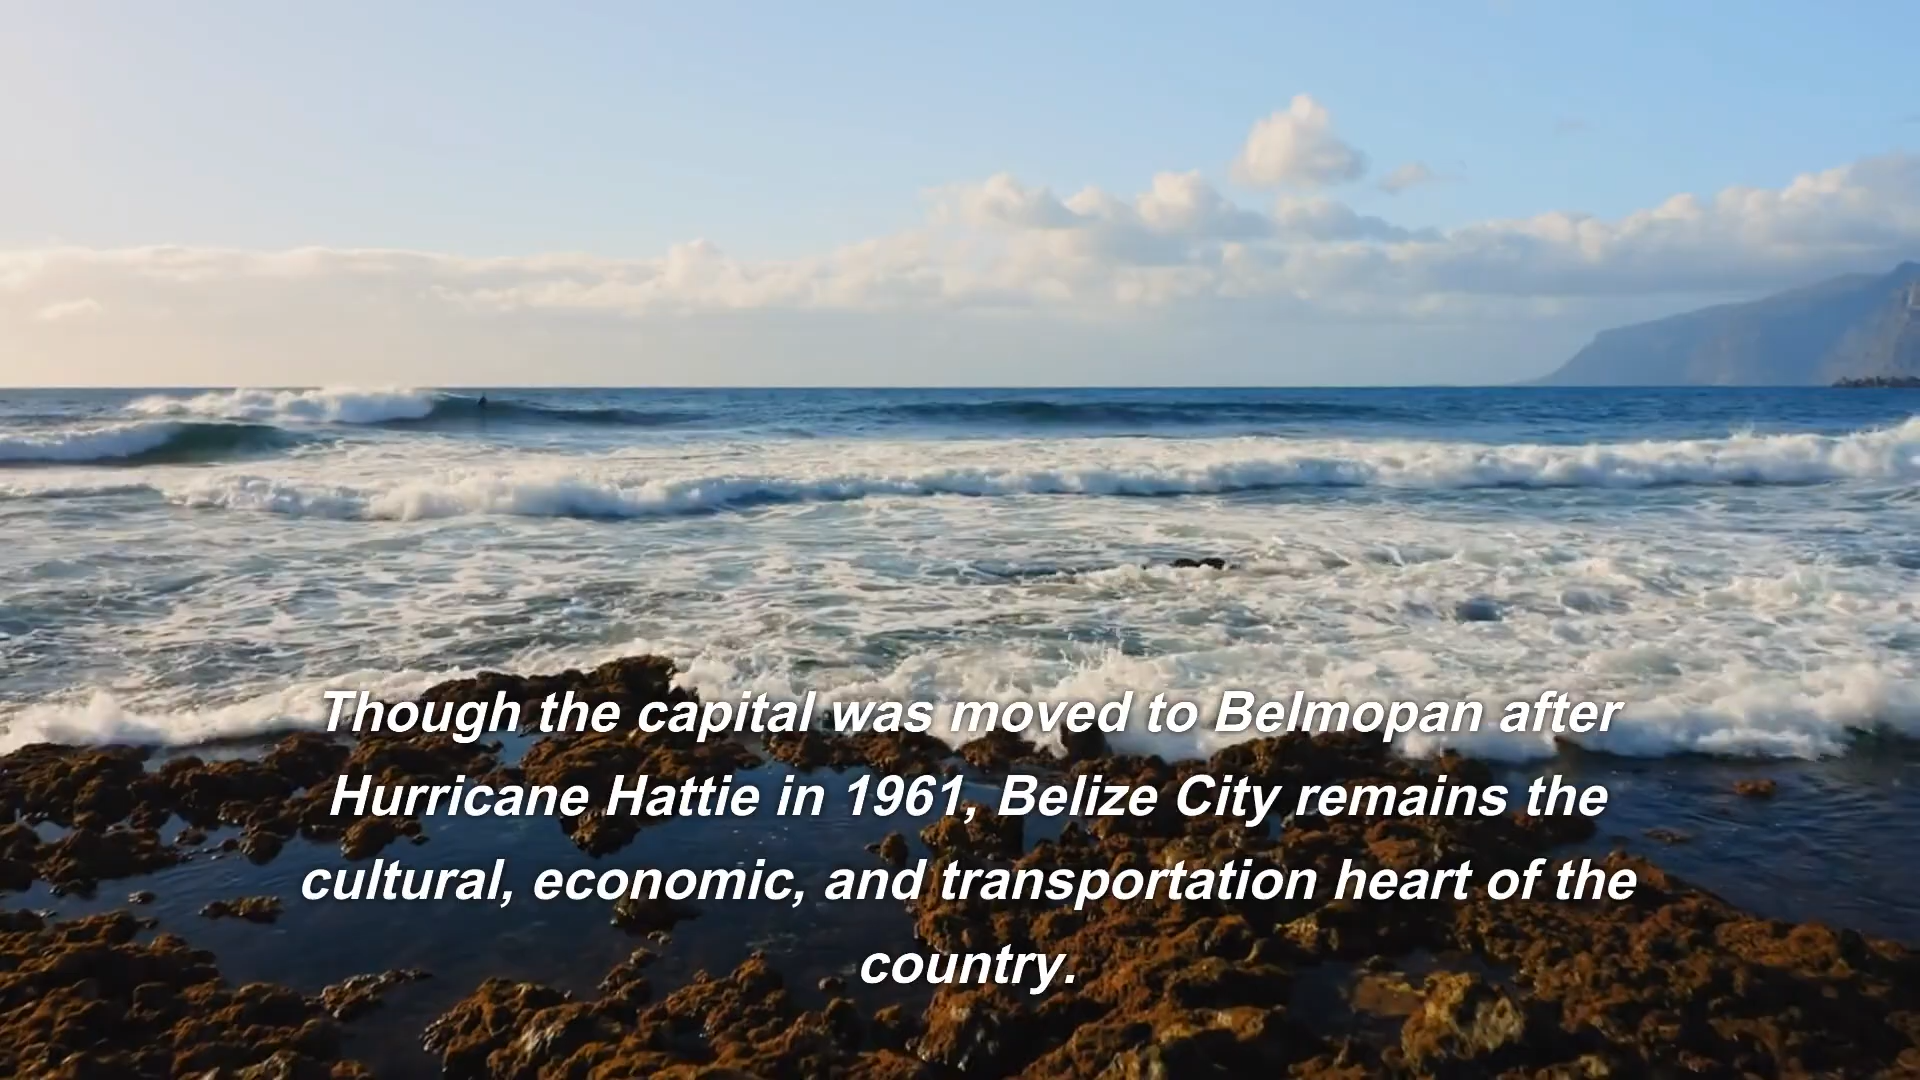 Though the capital was moved to Belmopan after
Hurricane Hattie in 1961, Belize City remains the
cultural, economic, and transportation heart of the
country.